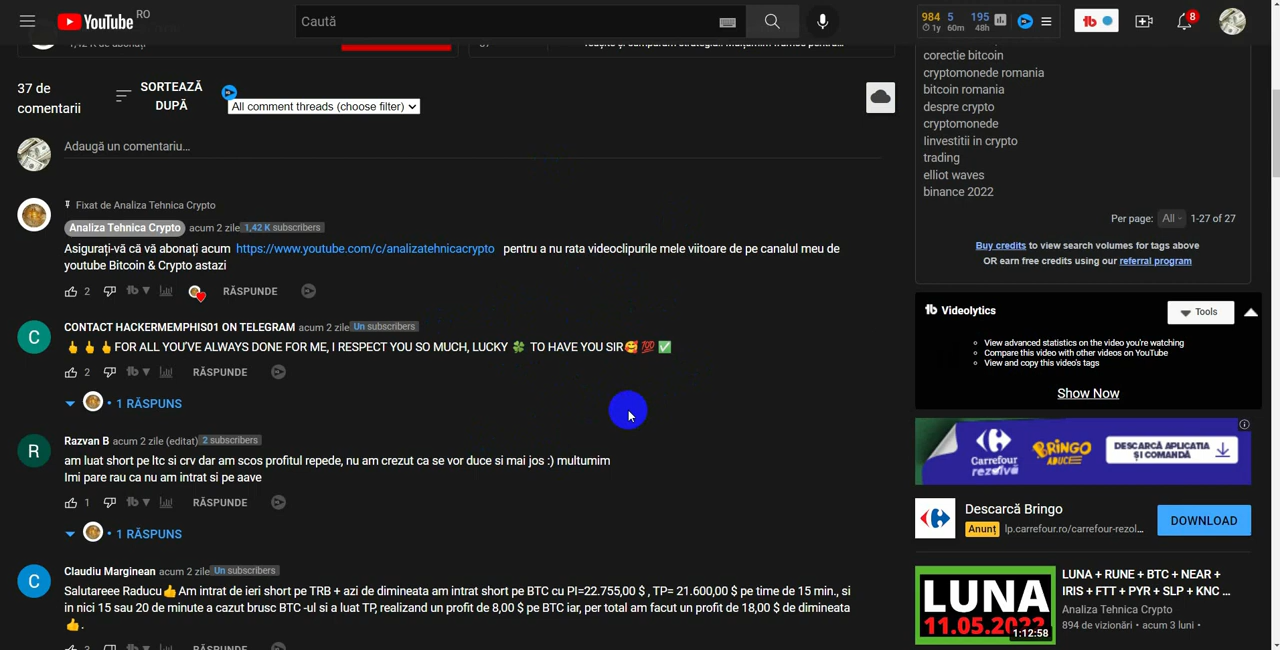 YouTube RO
Caută
984 5 195
1y 60m 48h
8
37 de
comentarii
SORTEAZĂ
DUPĂ
All comment threads (choose filter)
Adaugă un comentariu...
Fixat de Analiza Tehnica Crypto
Analiza Tehnica Crypto acum 2 zile 1,42 K subscribers
Asigurați-vă că vă abonați acum https://www.youtube.com/c/analizatehnicacrypto pentru a nu rata videoclipurile mele viitoare de pe canalul meu de
youtube Bitcoin & Crypto astazi
2 RĂSPUNDE
C
CONTACT HACKERMEMPHIS01 ON TELEGRAM acum 2 zile Un subscribers
👆👆👆FOR ALL YOU'VE ALWAYS DONE FOR ME, I RESPECT YOU SO MUCH, LUCKY 🍀 TO HAVE YOU SIR🥰 💯 ✅
2 RĂSPUNDE
• 1 RĂSPUNS
R
Razvan B acum 2 zile (editat) 2 subscribers
am luat short pe ltc si crv dar am scos profitul repede, nu am crezut ca se vor duce si mai jos :) multumim
Imi pare rau ca nu am intrat si pe aave
1 RĂSPUNDE
• 1 RĂSPUNS
C
Claudiu Marginean acum 2 zile Un subscribers
Salutareee Raducu👍Am intrat de ieri short pe TRB + azi de dimineata am intrat short pe BTC cu PI=22.755,00 $ , TP= 21.600,00 $ pe time de 15 min., si
in nici 15 sau 20 de minute a cazut brusc BTC -ul si a luat TP, realizand un profit de 8,00 $ pe BTC iar, per total am facut un profit de 18,00 $ de dimineata
👍.
corectie bitcoin
cryptomonede romania
bitcoin romania
despre crypto
cryptomonede
Iinvestitii in crypto
trading
elliot waves
binance 2022
Per page: All 1-27 of 27
Buy credits to view search volumes for tags above
OR earn free credits using our referral program
Videolytics
Tools
View advanced statistics on the video you're watching
Compare this video with other videos on YouTube
View and copy this video's tags
Show Now
Carrefour
rezolvă
BRINGO
ADUCE
DESCARCĂ APLICATIA
ȘI COMANDĂ
Descarcă Bringo
Anunț lp.carrefour.ro/carrefour-rezol...
DOWNLOAD
LUNA
11.05.2022
1:12:58
LUNA + RUNE + BTC + NEAR +
IRIS + FTT + PYR + SLP + KNC ...
Analiza Tehnica Crypto
894 de vizionări • acum 3 luni •